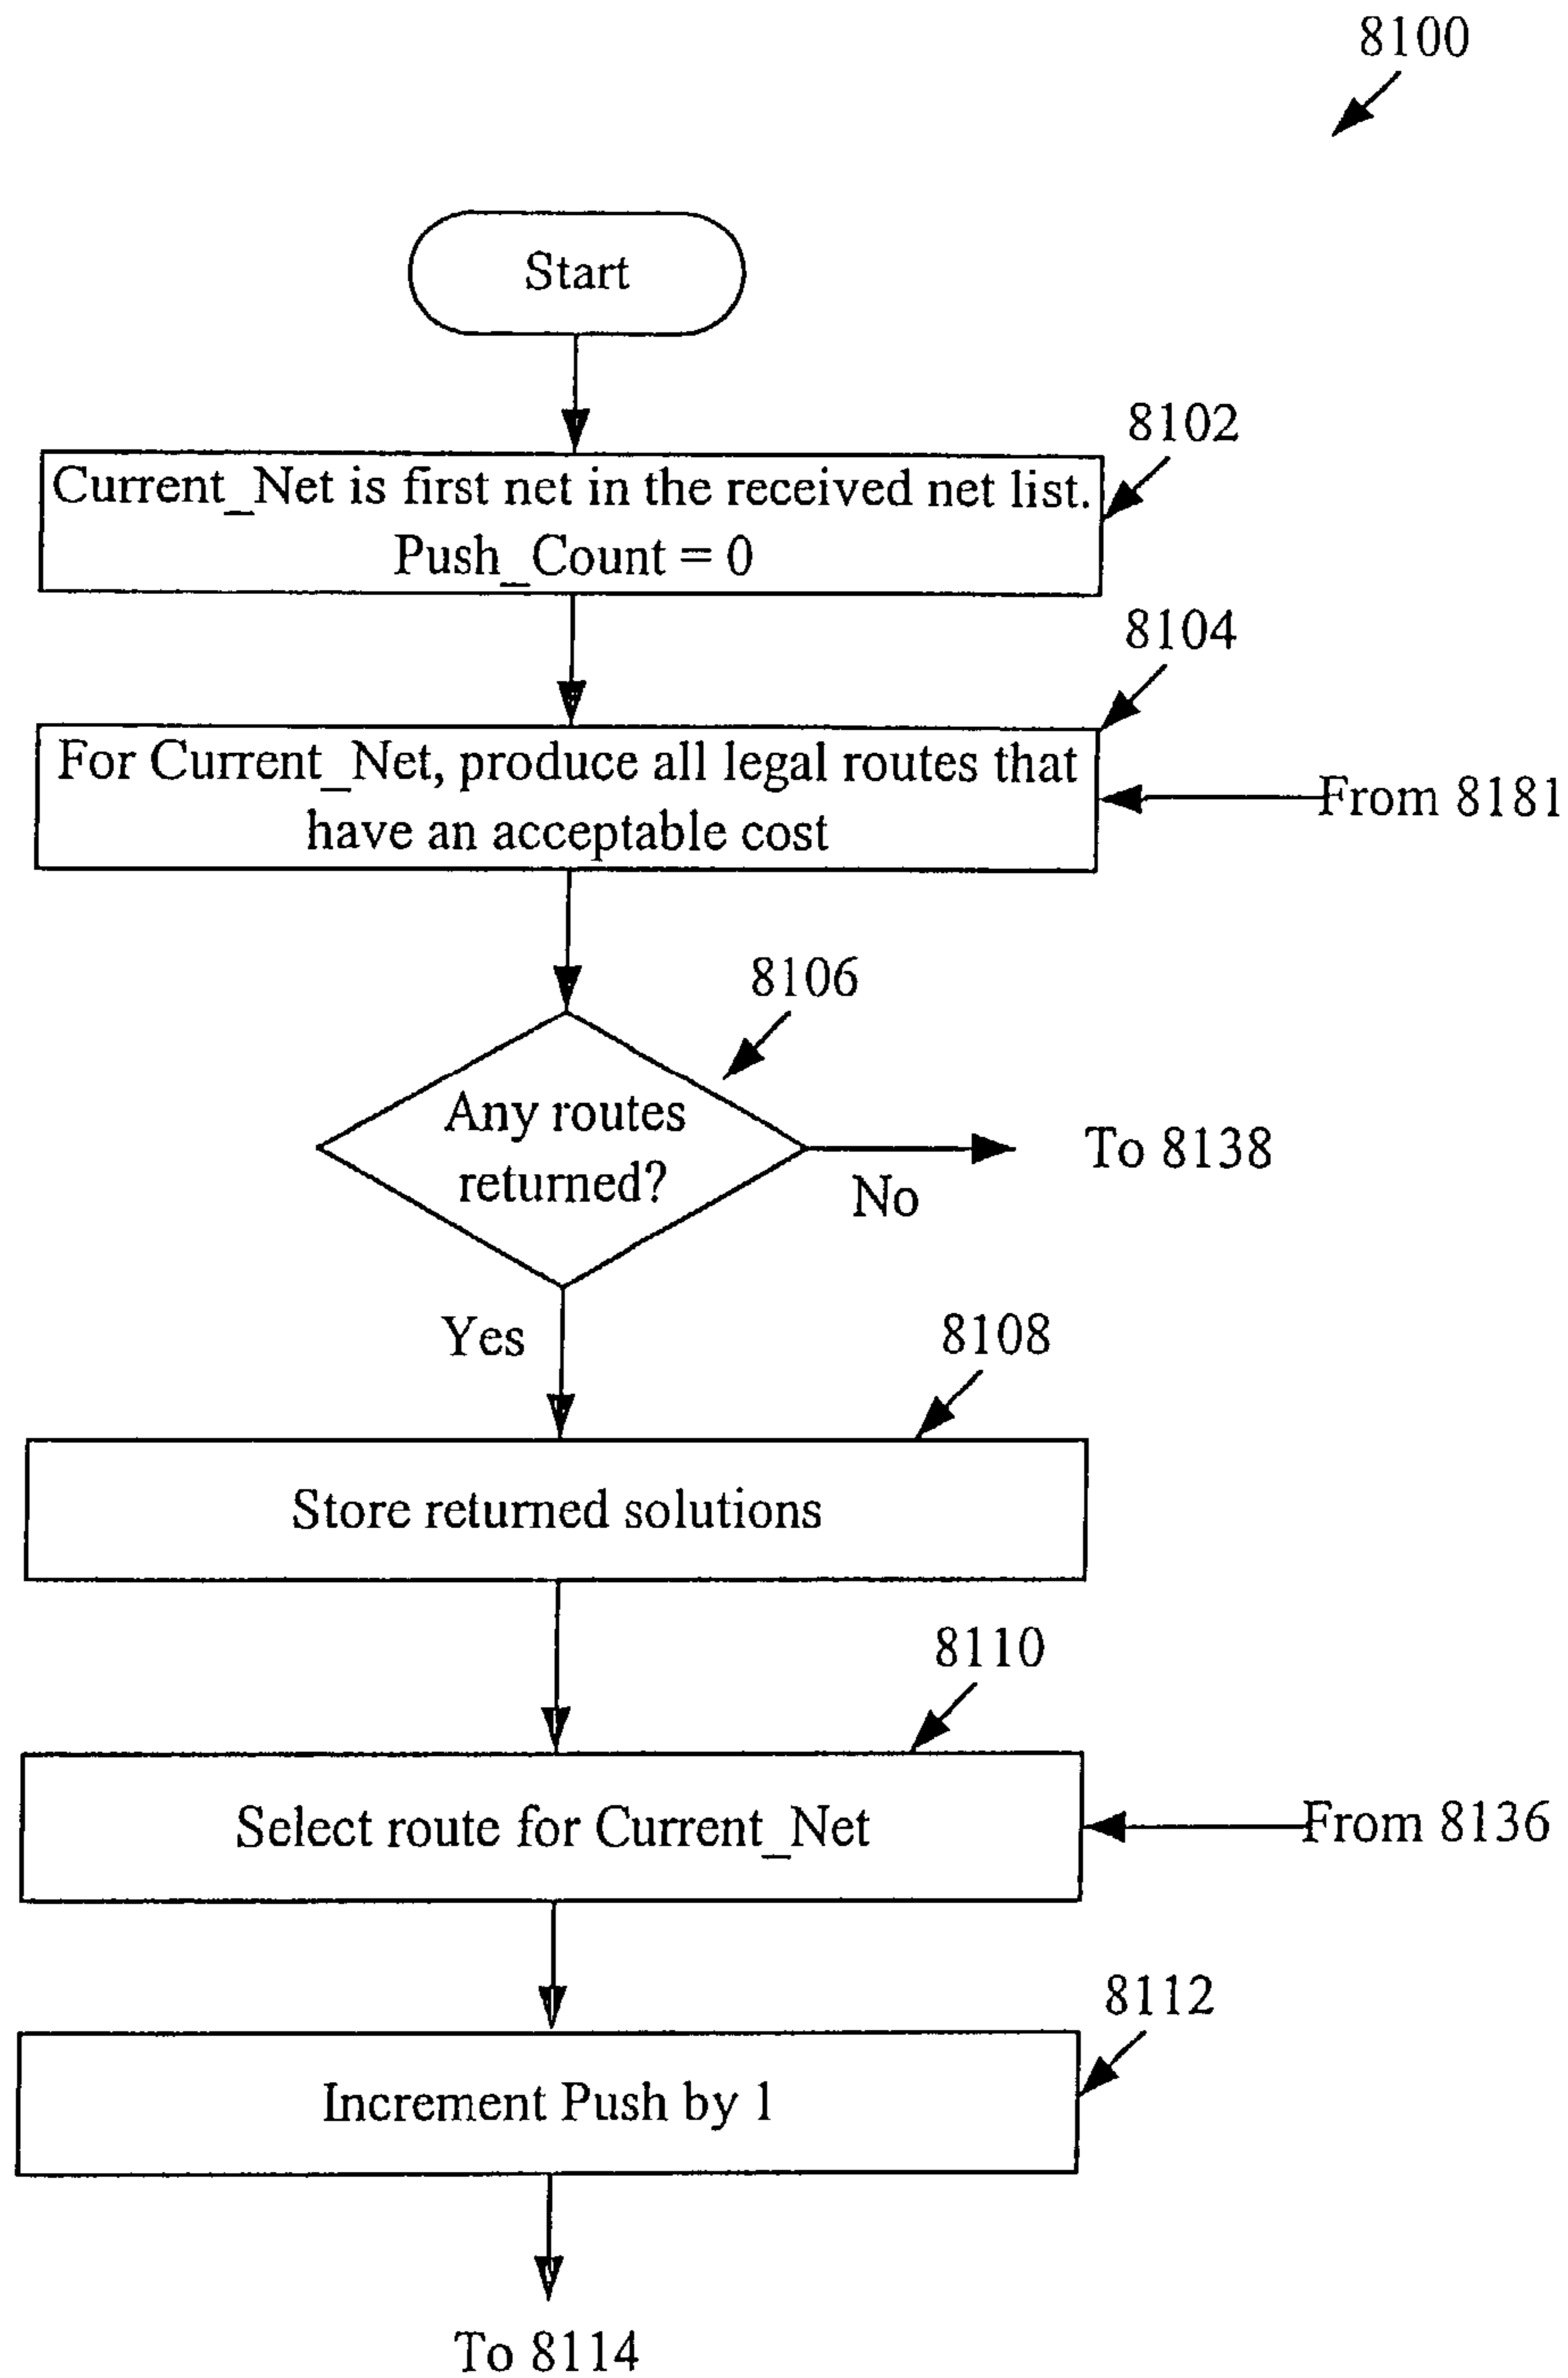 8100
Start
8102
Current_Net is first net in the received net list.
Push_Count = 0
8104
For Current_Net, produce all legal routes that
have an acceptable cost
From 8181
8106
Any routes
returned?
To 8138
No
Yes
8108
Store returned solutions
8110
Select route for Current_Net
From 8136
8112
Increment Push by 1
To 8114